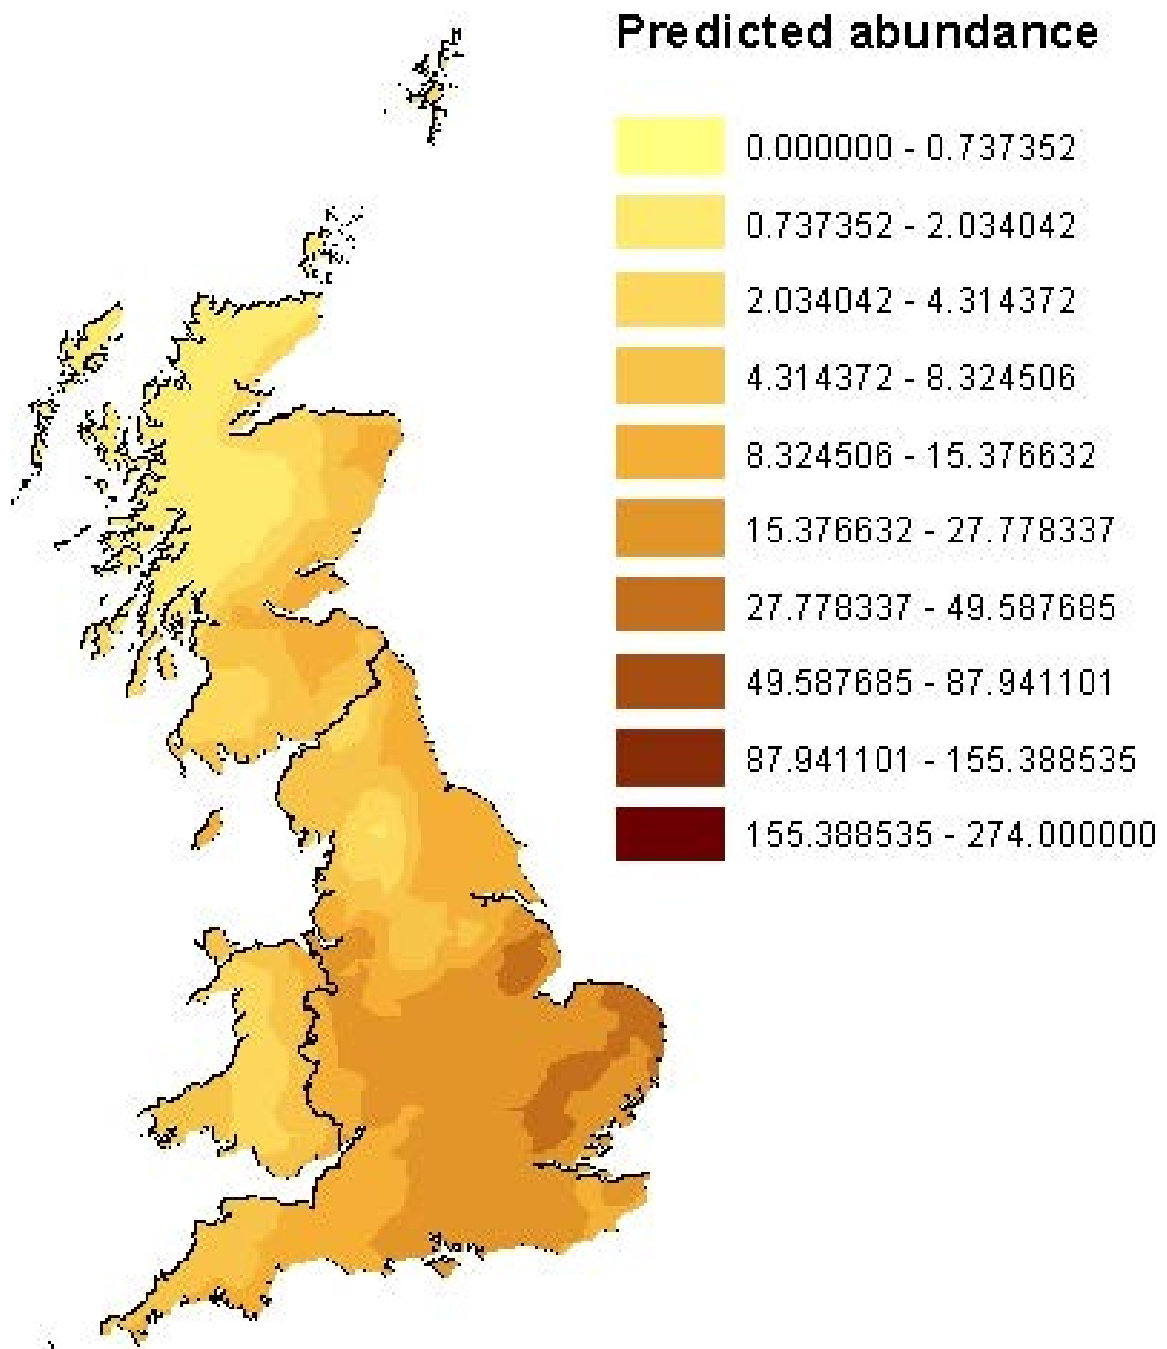 Predicted abundance
0.000000 - 0.737352
0.737352 - 2.034042
2.034042 - 4.314372
4.314372 - 8.324506
8.324506 - 15.376632
15.376632 - 27.778337
27.778337 - 49.587685
49.587685 - 87.941101
87.941101 - 155.388535
155.388535 - 274.000000